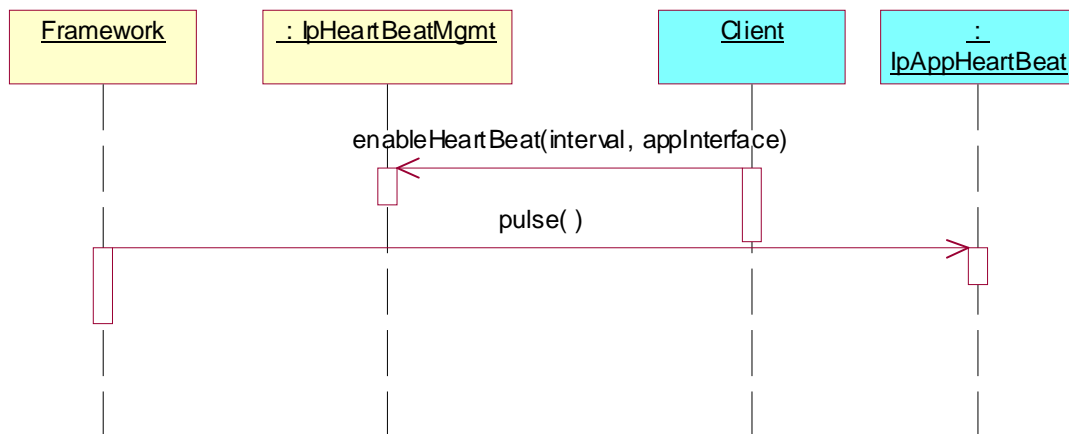 Framework
: IpHeartBeatMgmt
Client
:
IpAppHeartBeat
enableHeartBeat(interval, appInterface)
pulse( )